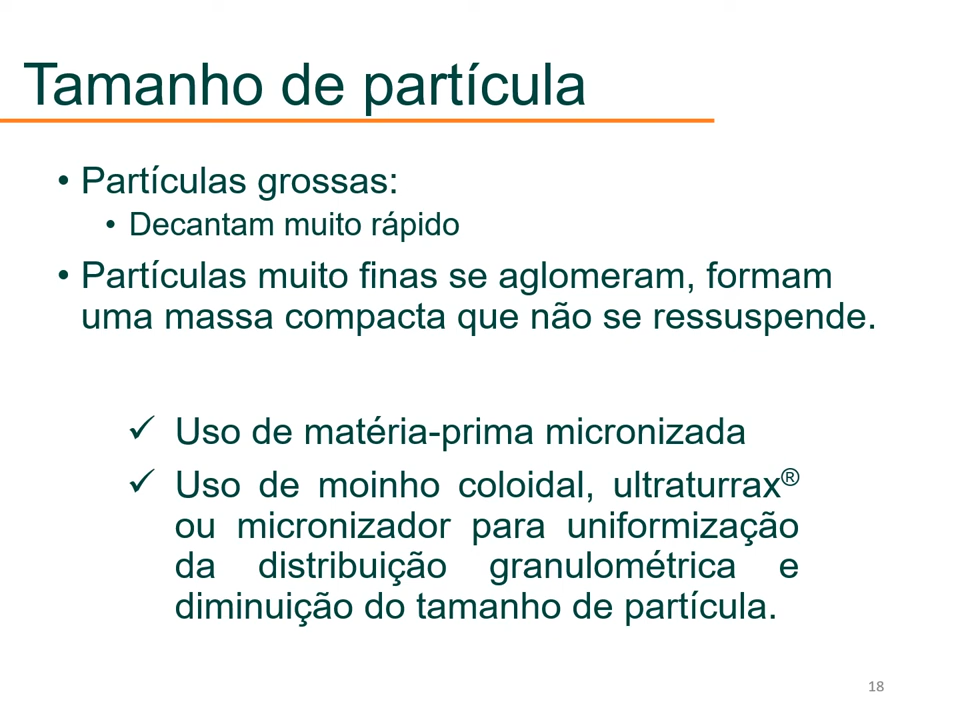 Tamanho de partícula
• Partículas grossas:
• Decantam muito rápido
• Partículas muito finas se aglomeram, formam
uma massa compacta que não se ressuspende.
✓ Uso de matéria-prima micronizada
✓ Uso de moinho coloidal, ultraturrax®
ou micronizador para uniformização
da distribuição granulométrica e
diminuição do tamanho de partícula.
18